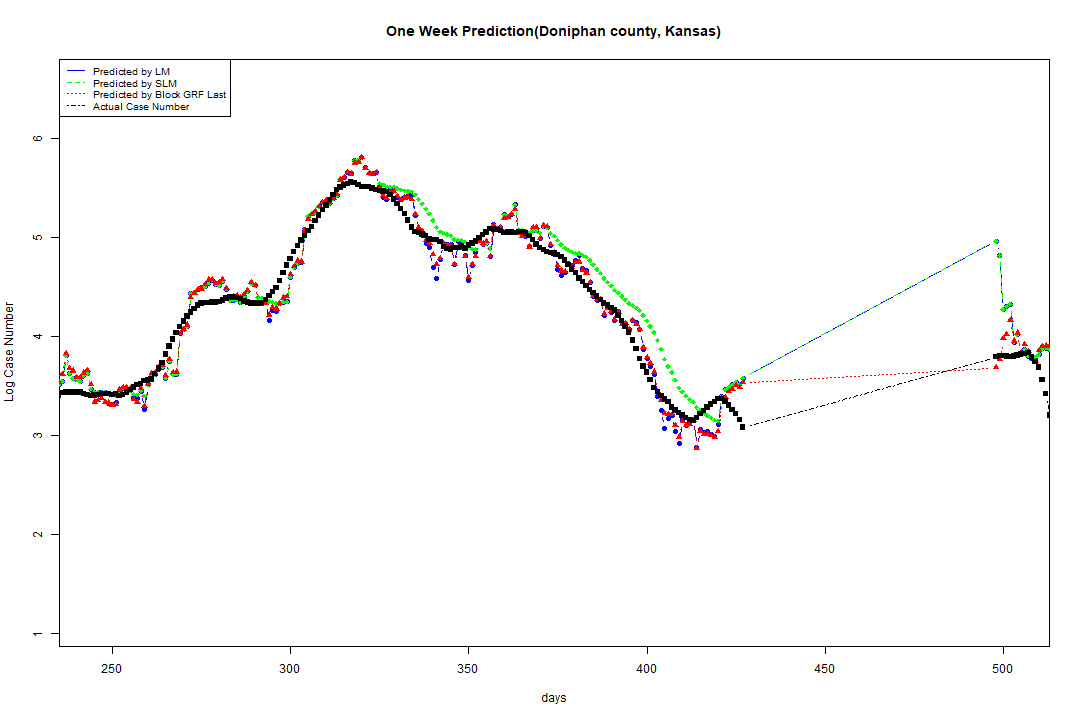 One Week Prediction(Doniphan county, Kansas)
Predicted by LM
Predicted by SLM
Predicted by Block GRF Last
Actual Case Number
Log Case Number
6
5
4
3
2
1
250 300 350 400 450 500
days